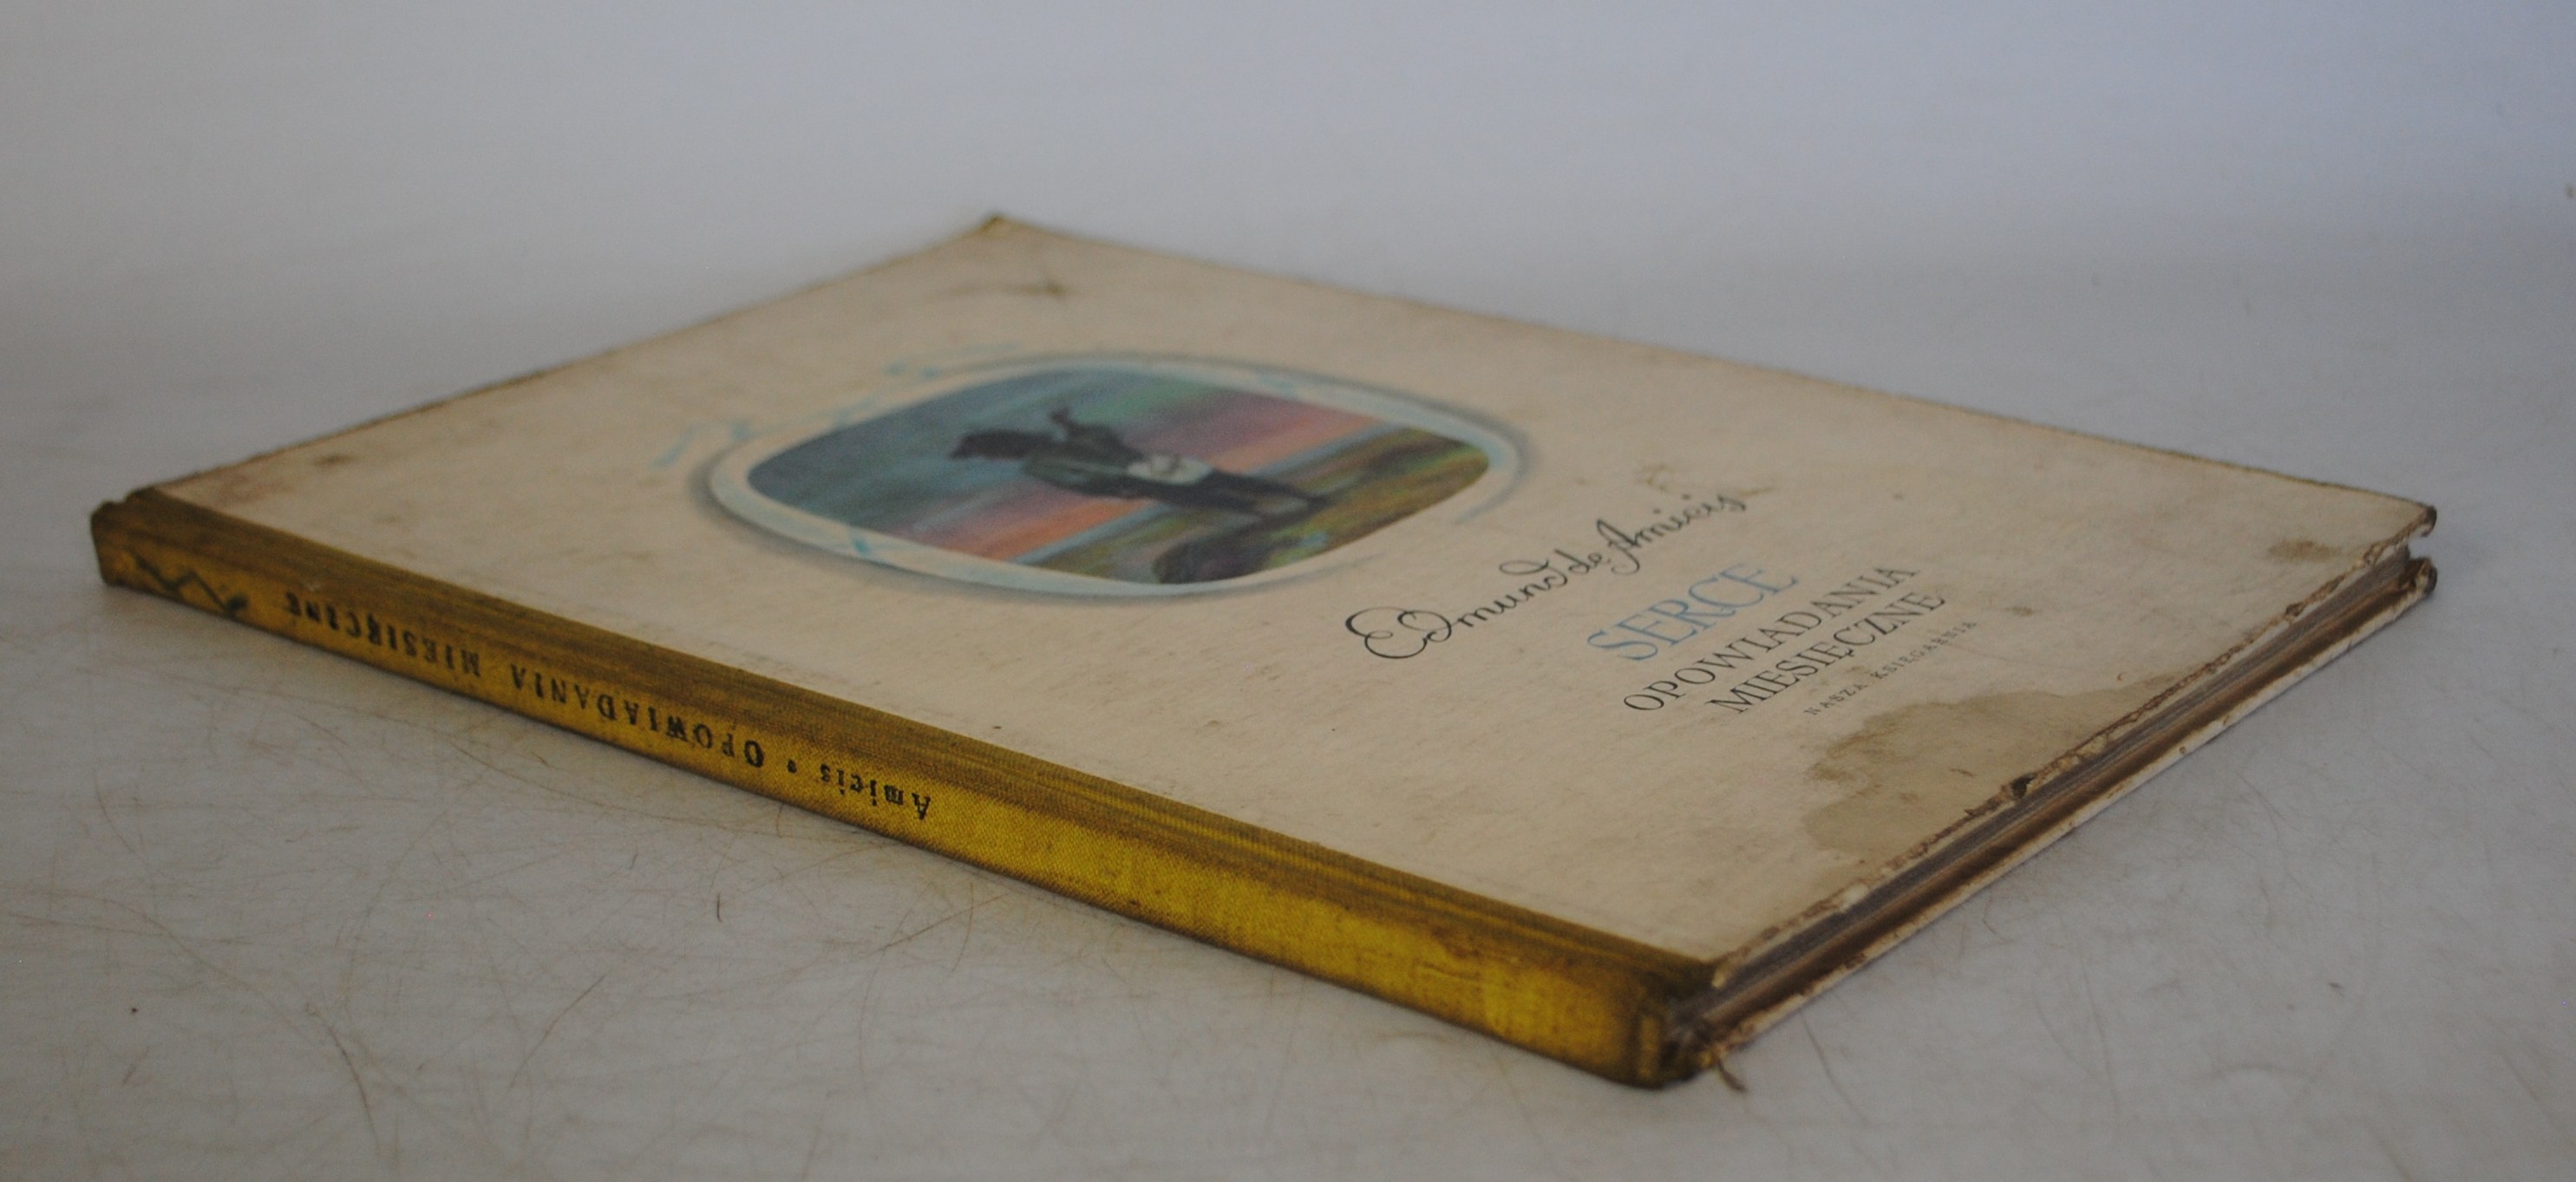 Edmund de Amicis
SERCE
OPOWIADANIA
MIESIĘCZNE
NASZA KSIĘGARNIA
Amicis • OPOWIADANIA MIESIĘCZNE